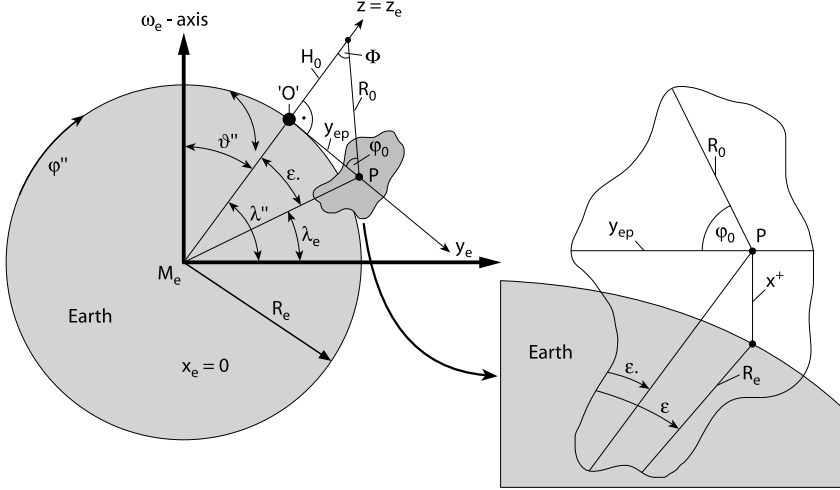 ωₑ - axis
z = zₑ
H₀
Φ
'O'
R₀
ϑ"
yₑₚ
φ₀
φ"
ε.
P
λ"
λₑ
yₑ
Mₑ
Rₑ
Earth
xₑ = 0
R₀
yₑₚ
φ₀
P
x⁺
Earth
ε.
ε
Rₑ